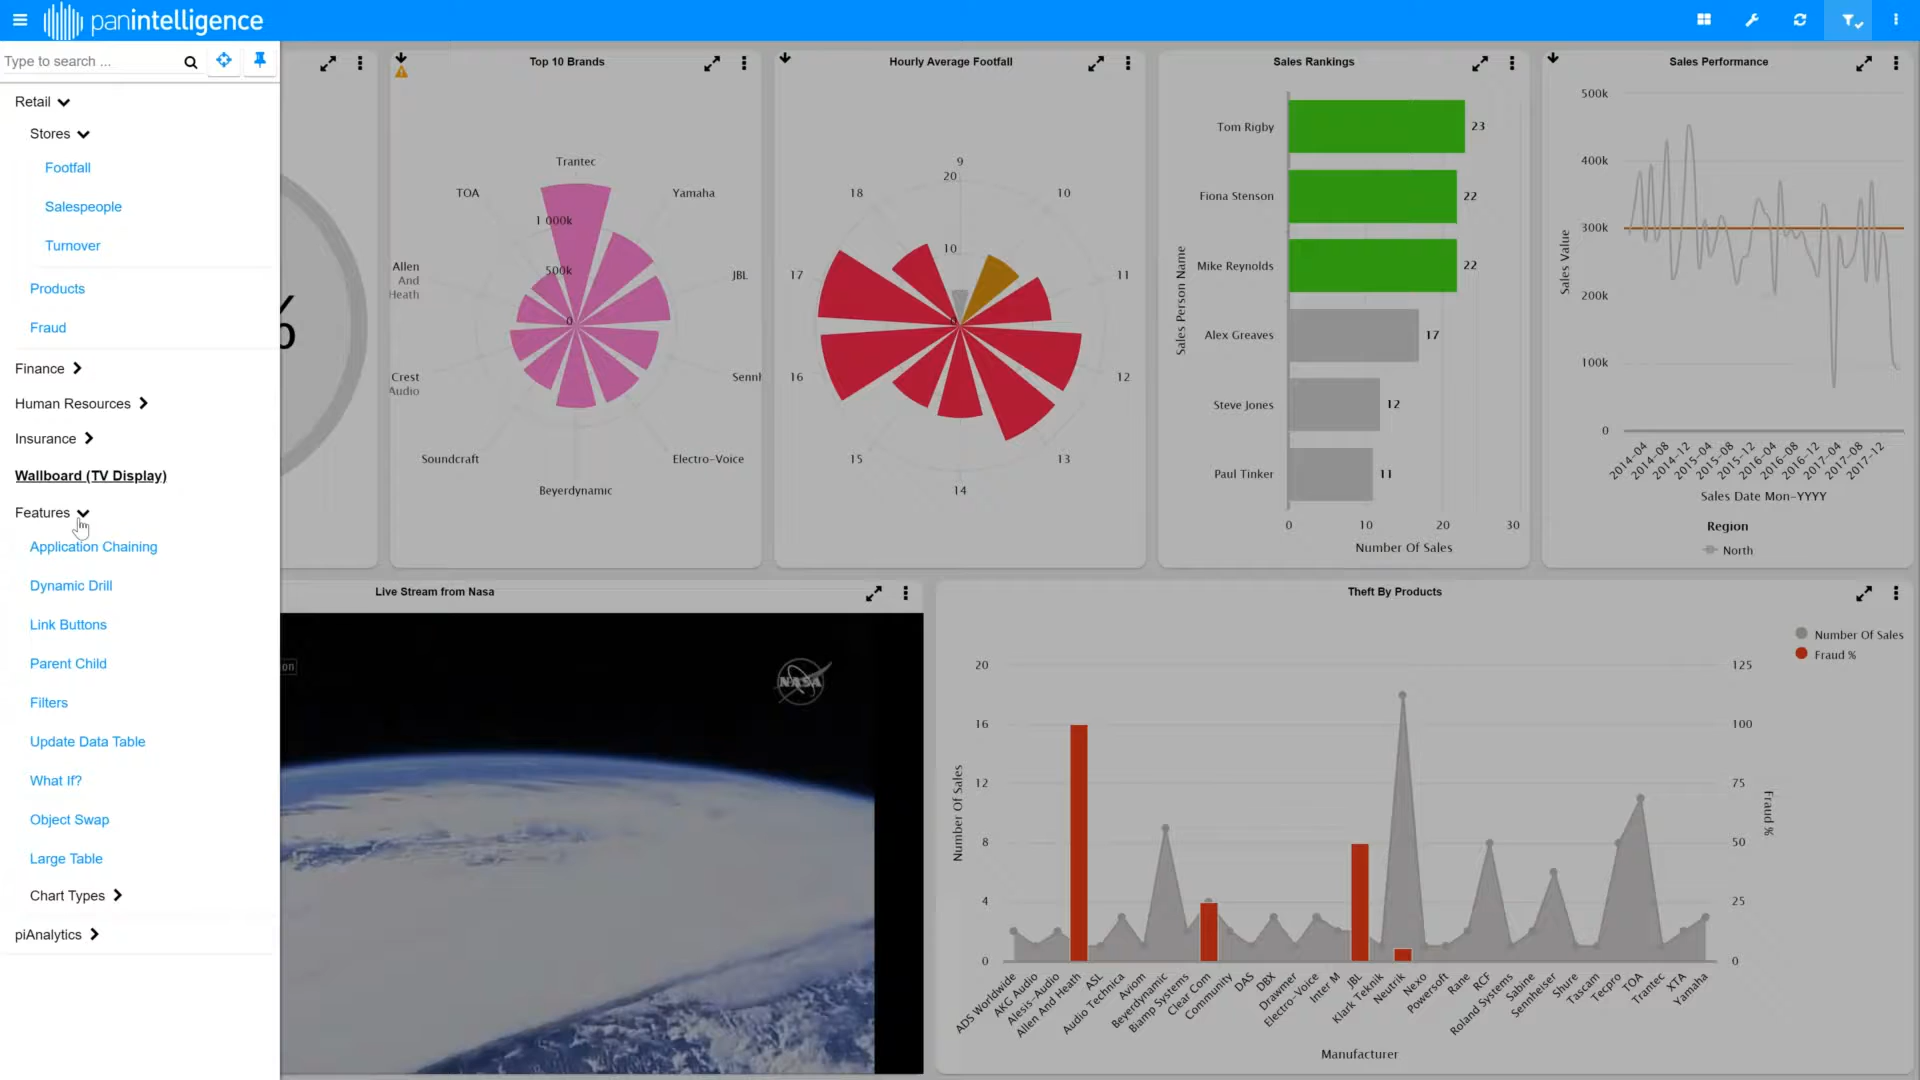 panintelligence
Type to search ...
Retail
Stores
Footfall
Salespeople
Turnover
Products
Fraud
Finance
Human Resources
Insurance
Wallboard (TV Display)
Features
Application Chaining
Dynamic Drill
Link Buttons
Parent Child
Filters
Update Data Table
What If?
Object Swap
Large Table
Chart Types
piAnalytics
%
Top 10 Brands
Trantec
TOA
Yamaha
1 000k
Allen
And
Heath
500k
JBL
0
Crest
Audio
Sennh
Soundcraft
Electro-Voice
Beyerdynamic
Hourly Average Footfall
9
20
18
10
10
17
11
0
16
12
15
13
14
Sales Rankings
Sales Person Name
Tom Rigby
23
Fiona Stenson
22
Mike Reynolds
22
Alex Greaves
17
Steve Jones
12
Paul Tinker
11
0
10
20
30
Number Of Sales
Sales Performance
Sales Value
500k
400k
300k
200k
100k
0
2014-04
2014-08
2014-12
2015-04
2015-08
2015-12
2016-04
2016-08
2016-12
2017-04
2017-08
2017-12
Sales Date Mon-YYYY
Region
North
Live Stream from Nasa
on
NASA
Theft By Products
Number Of Sales
Fraud %
Number Of Sales
20
16
12
8
4
0
125
100
75
50
25
0
Fraud %
ADS Worldwide
AKG Audio
Alesis-Audio
Allen And Heath
ASL
Audio Technica
Aviom
Beyerdynamic
Biamp Systems
Clear Com
Community
DAS
DBX
Drawmer
Electro-Voice
Inter M
JBL
Klark Teknik
Neutrik
Nexo
Powersoft
Rane
RCF
Roland Systems
Sabine
Sennheiser
Shure
Tascam
Tecpro
TOA
Trantec
XTA
Yamaha
Manufacturer